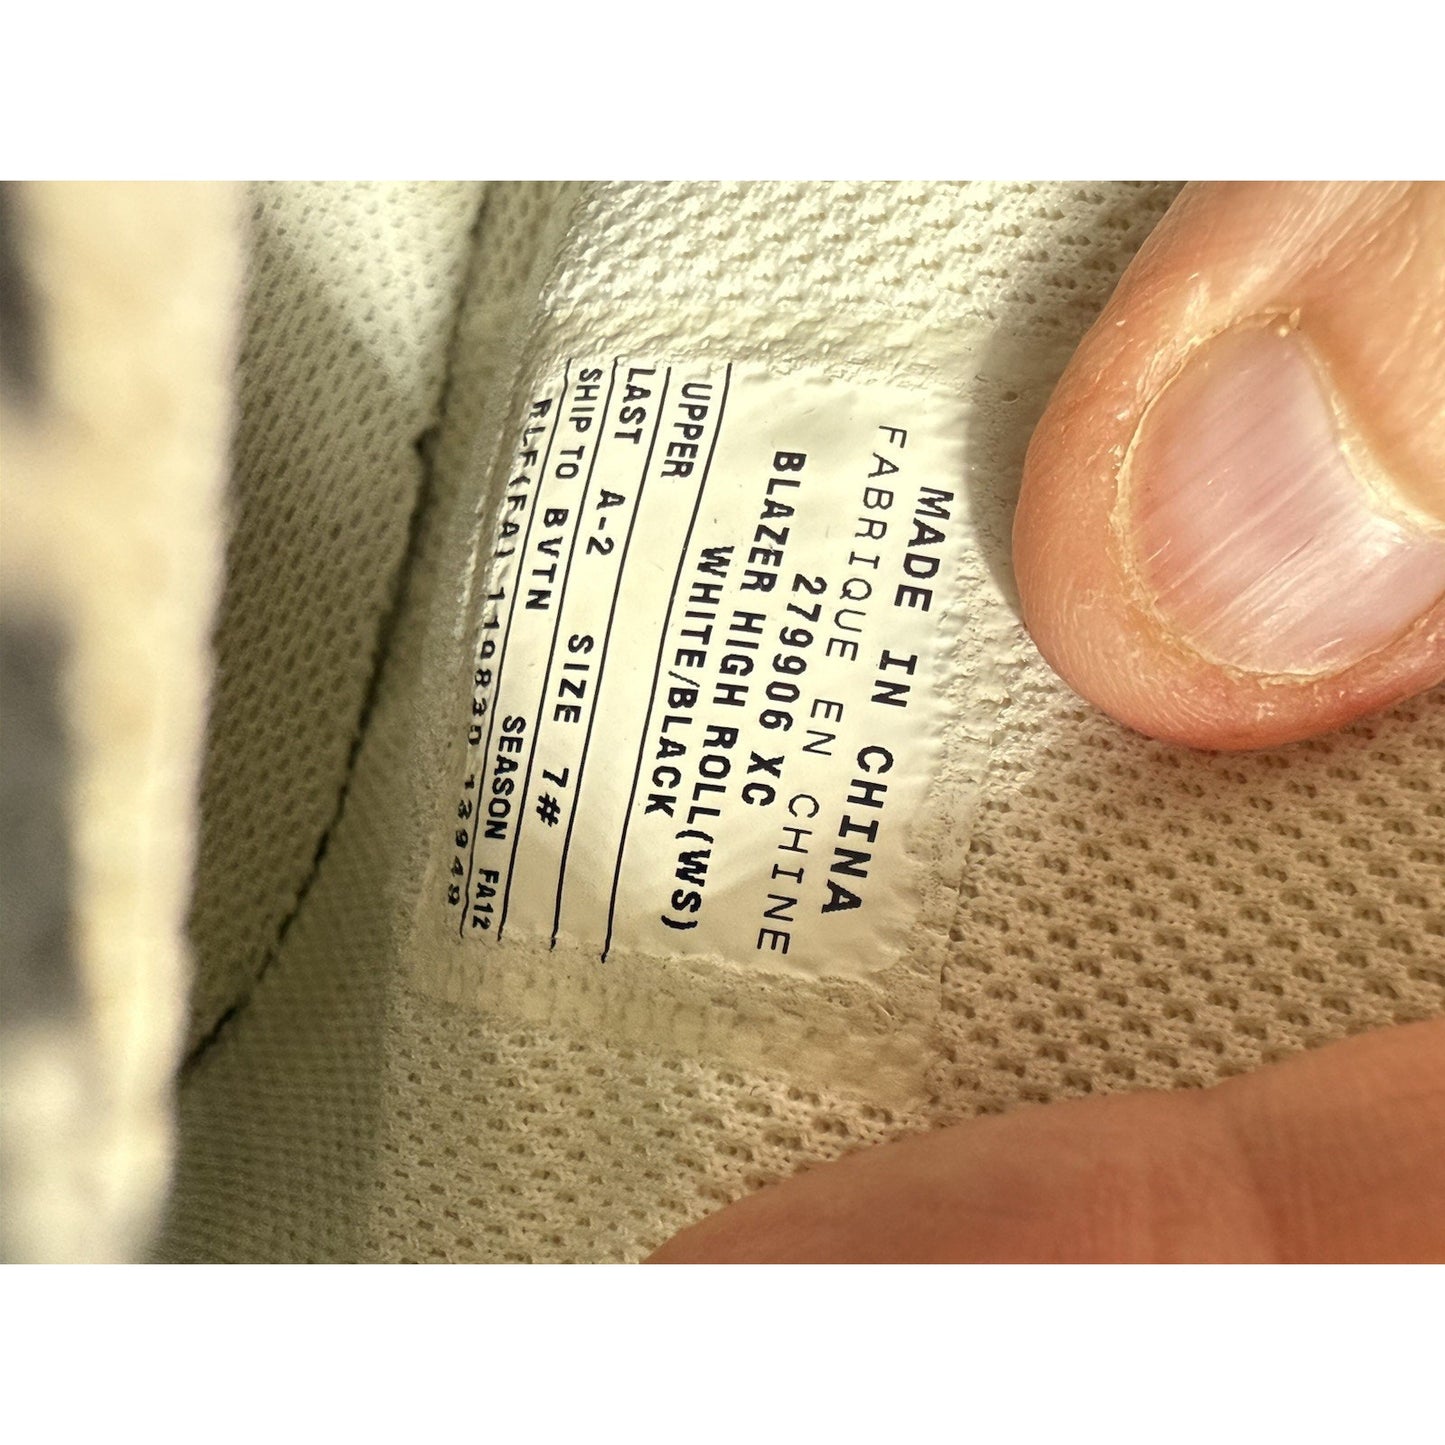 MADE IN CHINA
FABRIQUE EN CHINE
279906 XC
BLAZER HIGH ROLL(WS)
WHITE/BLACK
UPPER
LAST A-2 SIZE 7#
SHIP TO BVTN SEASON FA12